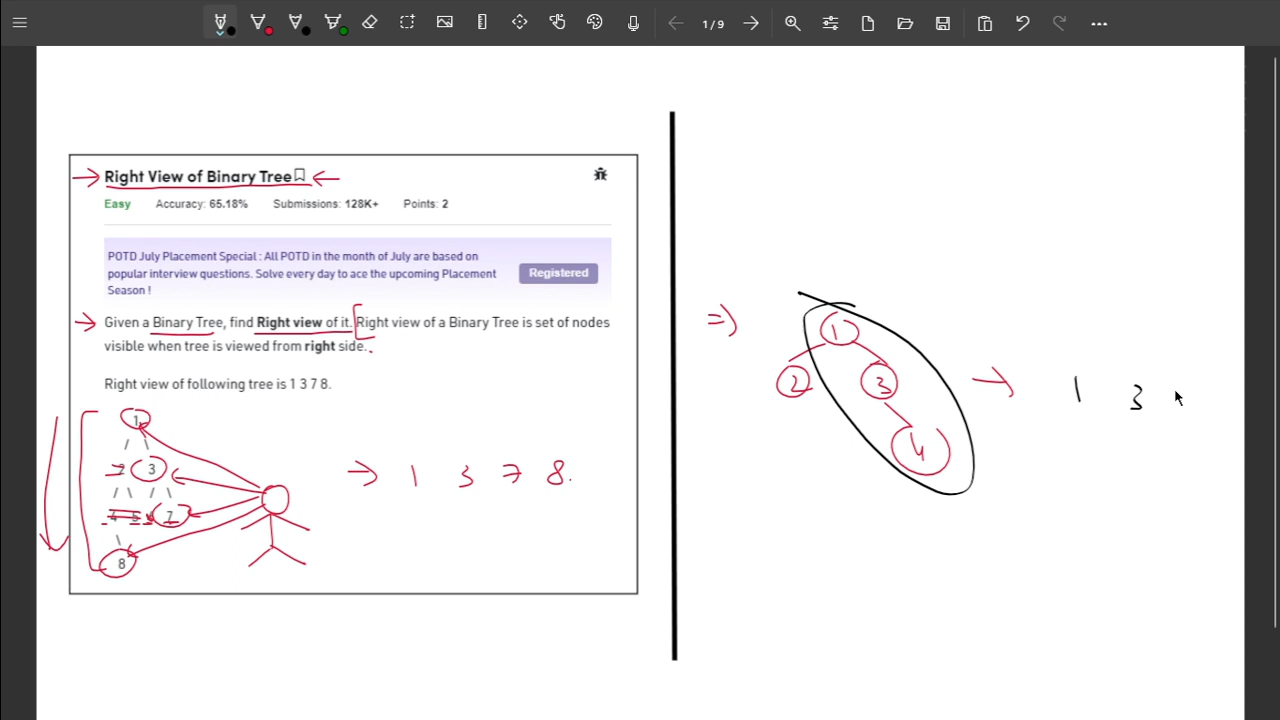 1/9
Right View of Binary Tree
Easy Accuracy: 65.18% Submissions: 128K+ Points: 2
POTD July Placement Special : All POTD in the month of July are based on
popular interview questions. Solve every day to ace the upcoming Placement
Season !
Registered
Given a Binary Tree, find Right view of it. Right view of a Binary Tree is set of nodes
visible when tree is viewed from right side.
Right view of following tree is 1 3 7 8.
1
/ \
2 3
/ \ / \
4 5 6 7
\
8
→ 1 3 7 8.
⇒
1
2 3
4
→ 1 3